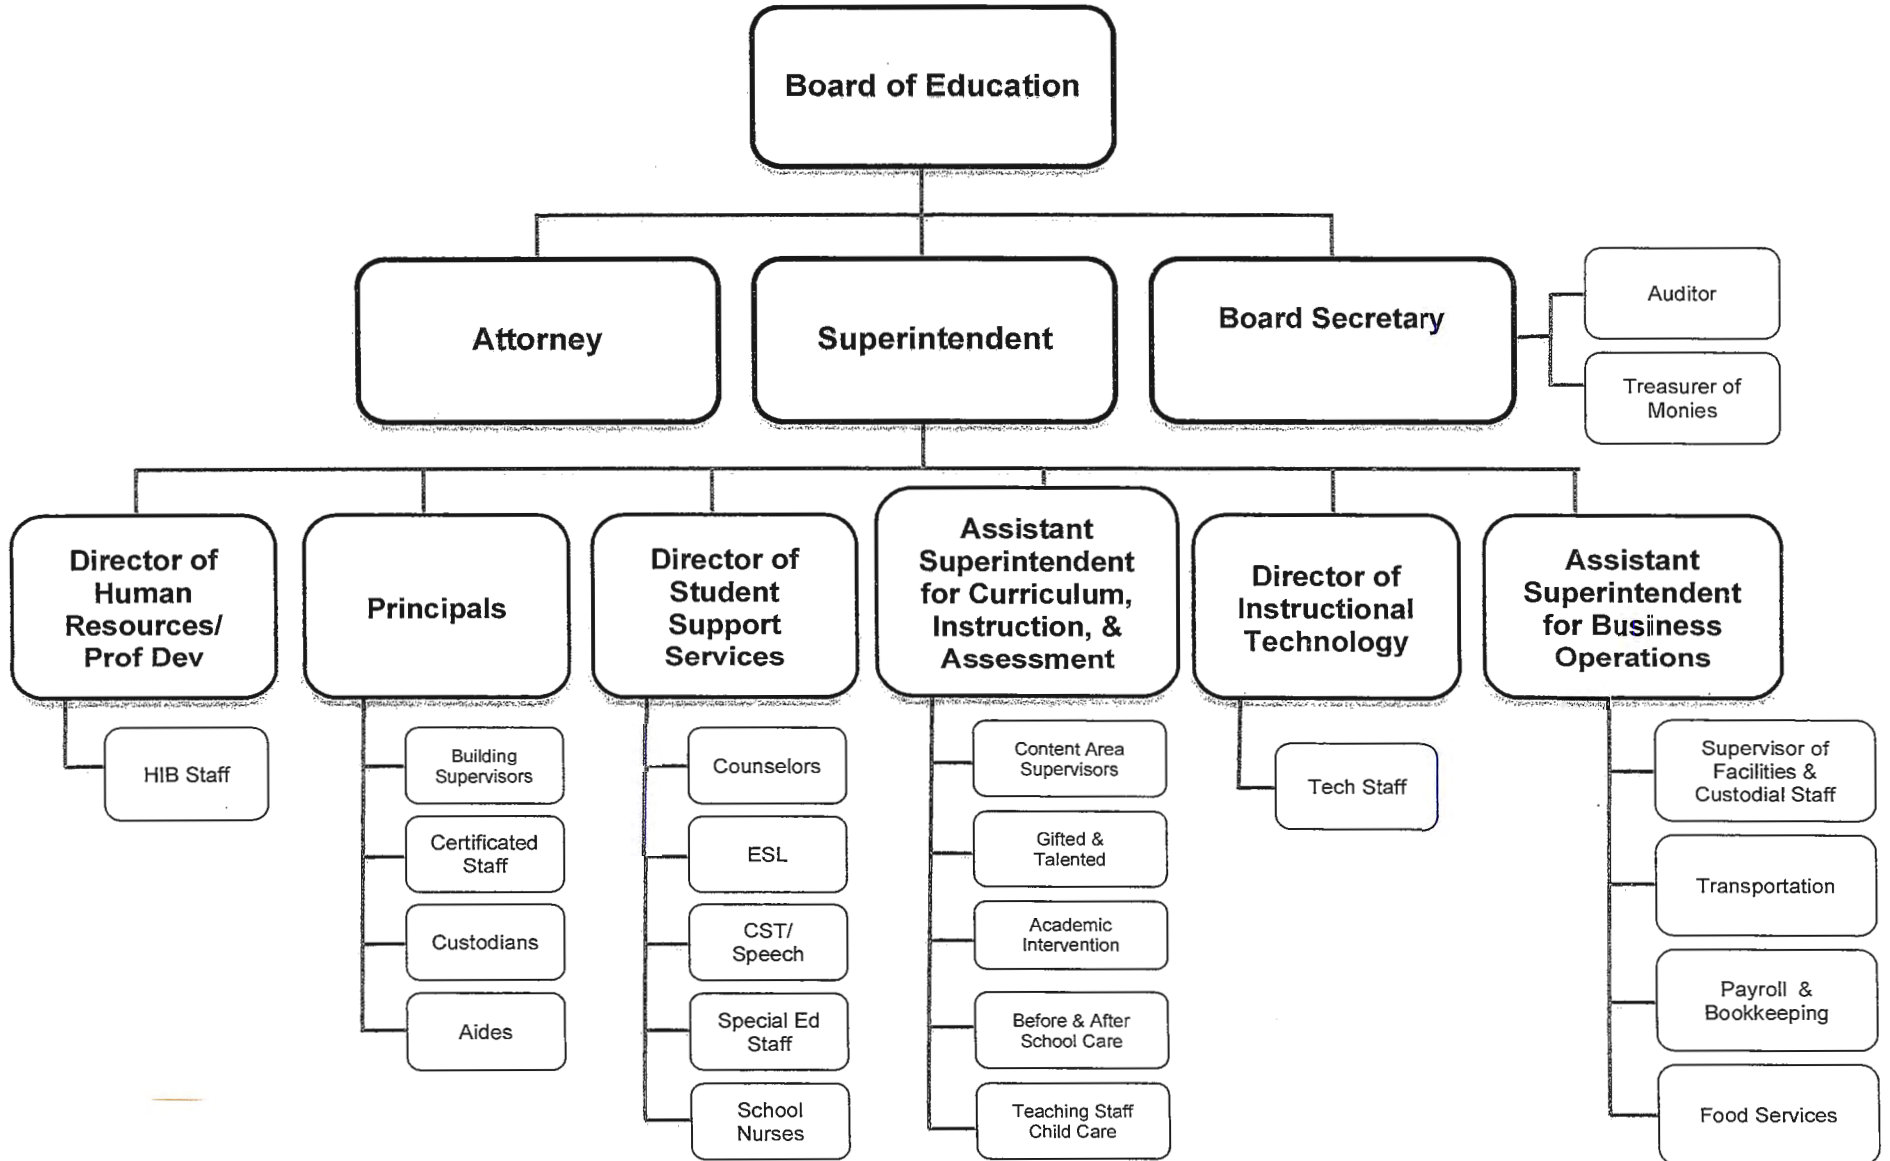 Board of Education
Attorney
Superintendent
Board Secretary
Auditor
Treasurer of
Monies
Director of
Human
Resources/
Prof Dev
Principals
Director of
Student
Support
Services
Assistant
Superintendent
for Curriculum,
Instruction, &
Assessment
Director of
Instructional
Technology
Assistant
Superintendent
for Business
Operations
HIB Staff
Building
Supervisors
Certificated
Staff
Custodians
Aides
Counselors
ESL
CST/
Speech
Special Ed
Staff
School
Nurses
Content Area
Supervisors
Gifted &
Talented
Academic
Intervention
Before & After
School Care
Teaching Staff
Child Care
Tech Staff
Supervisor of
Facilities &
Custodial Staff
Transportation
Payroll &
Bookkeeping
Food Services